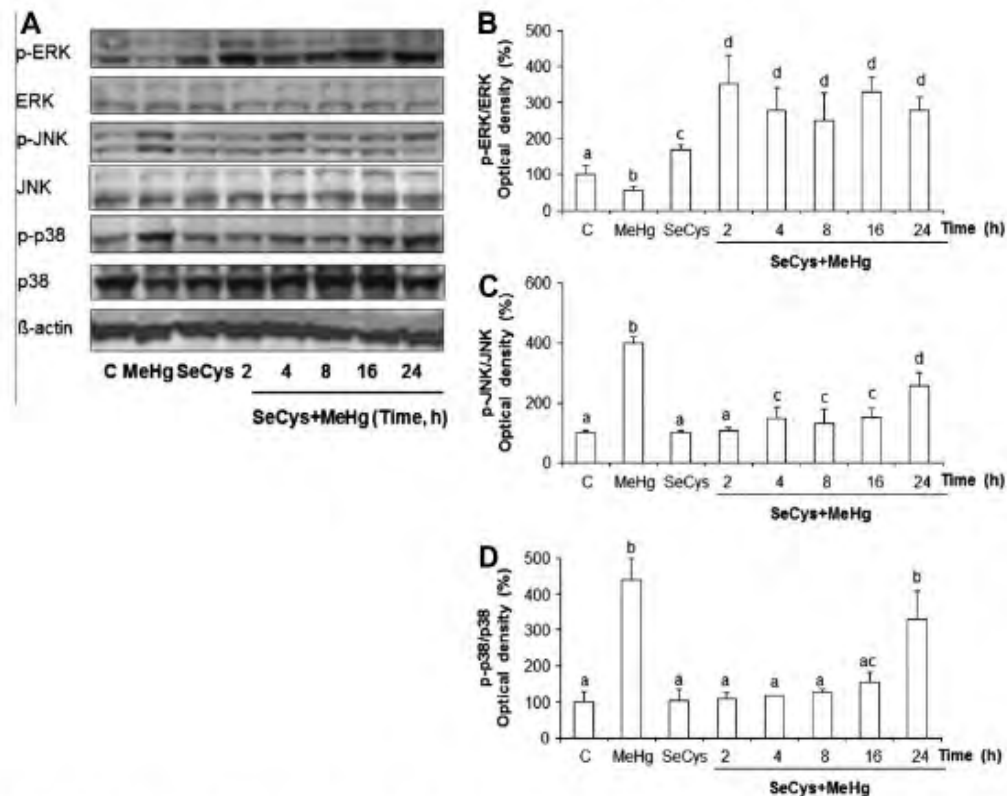 A
p-ERK
ERK
p-JNK
JNK
p-p38
p38
ß-actin
C MeHg SeCys 2 4 8 16 24
SeCys+MeHg (Time, h)
B
p-ERK/ERK
Optical density (%)
500
400
300
200
100
0
a b c d d d d d
C MeHg SeCys 2 4 8 16 24 Time (h)
SeCys+MeHg
C
p-JNK/JNK
Optical density (%)
600
400
200
0
a b a a c c c d
C MeHg SeCys 2 4 8 16 24 Time (h)
SeCys+MeHg
D
p-p38/p38
Optical density (%)
500
400
300
200
100
0
a b a a a a ac b
C MeHg SeCys 2 4 8 16 24 Time (h)
SeCys+MeHg